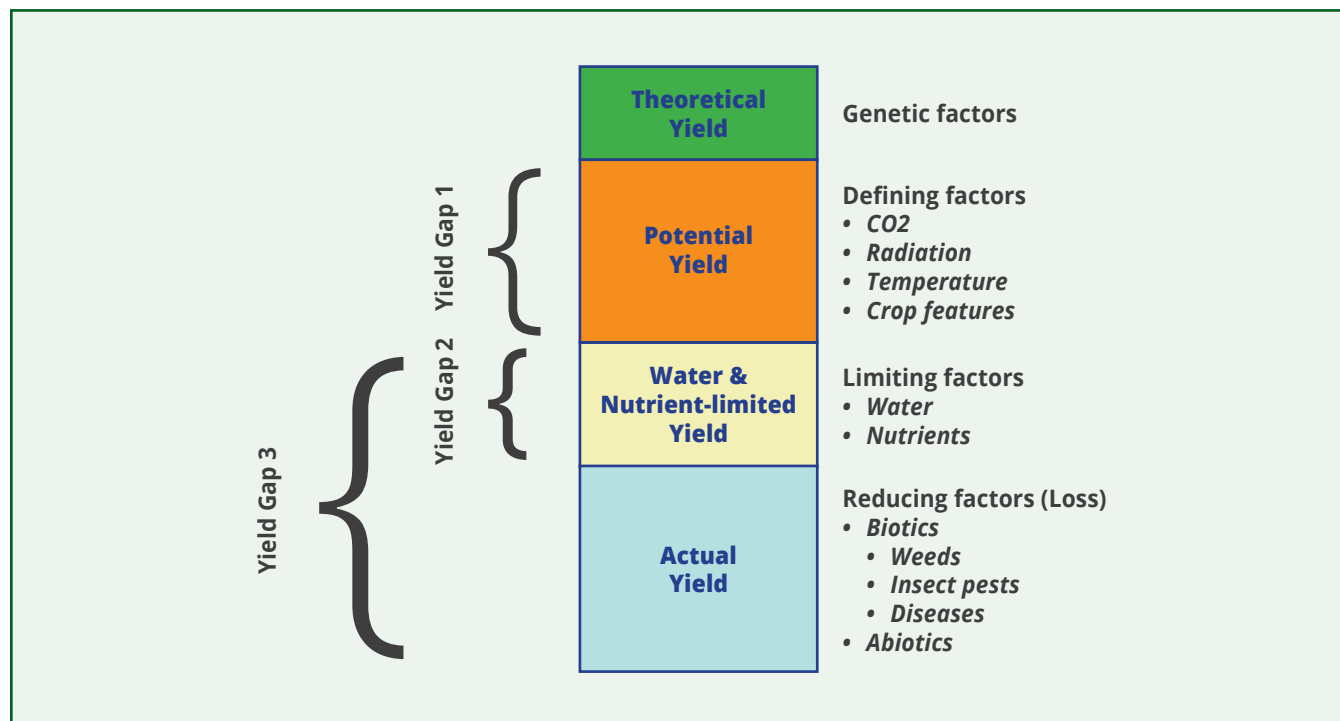 Theoretical
Yield
Genetic factors
Yield Gap 1
Potential
Yield
Defining factors
• CO2
• Radiation
• Temperature
• Crop features
Yield Gap 2
Water &
Nutrient-limited
Yield
Limiting factors
• Water
• Nutrients
Yield Gap 3
Actual
Yield
Reducing factors (Loss)
• Biotics
• Weeds
• Insect pests
• Diseases
• Abiotics